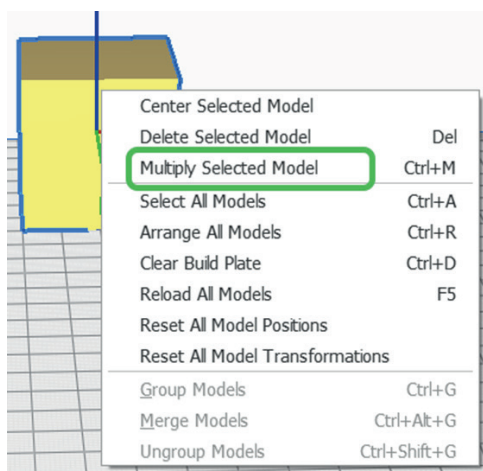 Center Selected Model
Delete Selected Model Del
Multiply Selected Model Ctrl+M
Select All Models Ctrl+A
Arrange All Models Ctrl+R
Clear Build Plate Ctrl+D
Reload All Models F5
Reset All Model Positions
Reset All Model Transformations
Group Models Ctrl+G
Merge Models Ctrl+Alt+G
Ungroup Models Ctrl+Shift+G